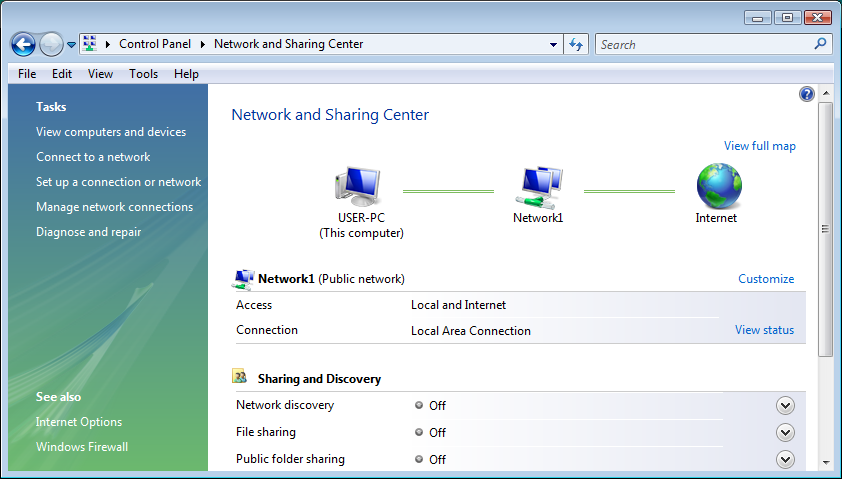 Control Panel Network and Sharing Center
Search
File Edit View Tools Help
Tasks
View computers and devices
Connect to a network
Set up a connection or network
Manage network connections
Diagnose and repair
See also
Internet Options
Windows Firewall
Network and Sharing Center
View full map
USER-PC
(This computer)
Network1
Internet
Network1 (Public network)
Customize
Access Local and Internet
Connection Local Area Connection View status
Sharing and Discovery
Network discovery Off
File sharing Off
Public folder sharing Off